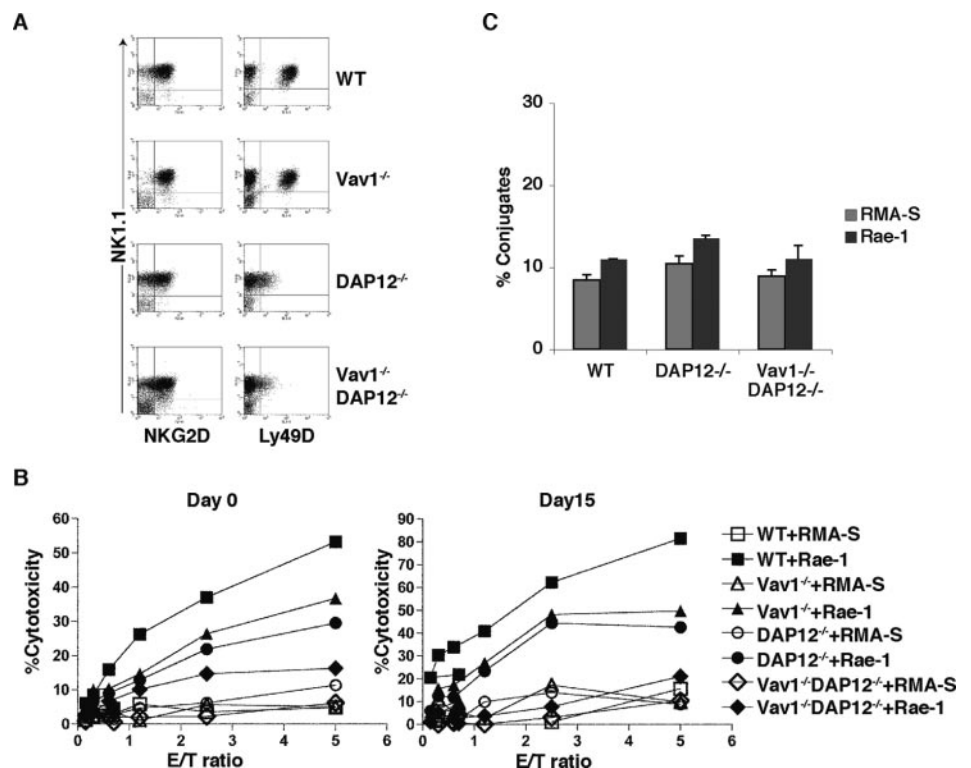 A
NK1.1
WT
Vav1-/-
DAP12-/-
Vav1-/-
DAP12-/-
NKG2D
Ly49D
C
% Conjugates
30
20
10
0
WT
DAP12-/-
Vav1-/-
DAP12-/-
RMA-S
Rae-1
B
Day 0
%Cytotoxicity
60
50
40
30
20
10
0
0 1 2 3 4 5 6
E/T ratio
Day15
%Cytotoxicity
90
80
70
60
50
40
30
20
10
0
0 1 2 3 4 5 6
E/T ratio
WT+RMA-S
WT+Rae-1
Vav1-/-+RMA-S
Vav1-/-+Rae-1
DAP12-/-+RMA-S
DAP12-/-+Rae-1
Vav1-/-DAP12-/-+RMA-S
Vav1-/-DAP12-/-+Rae-1